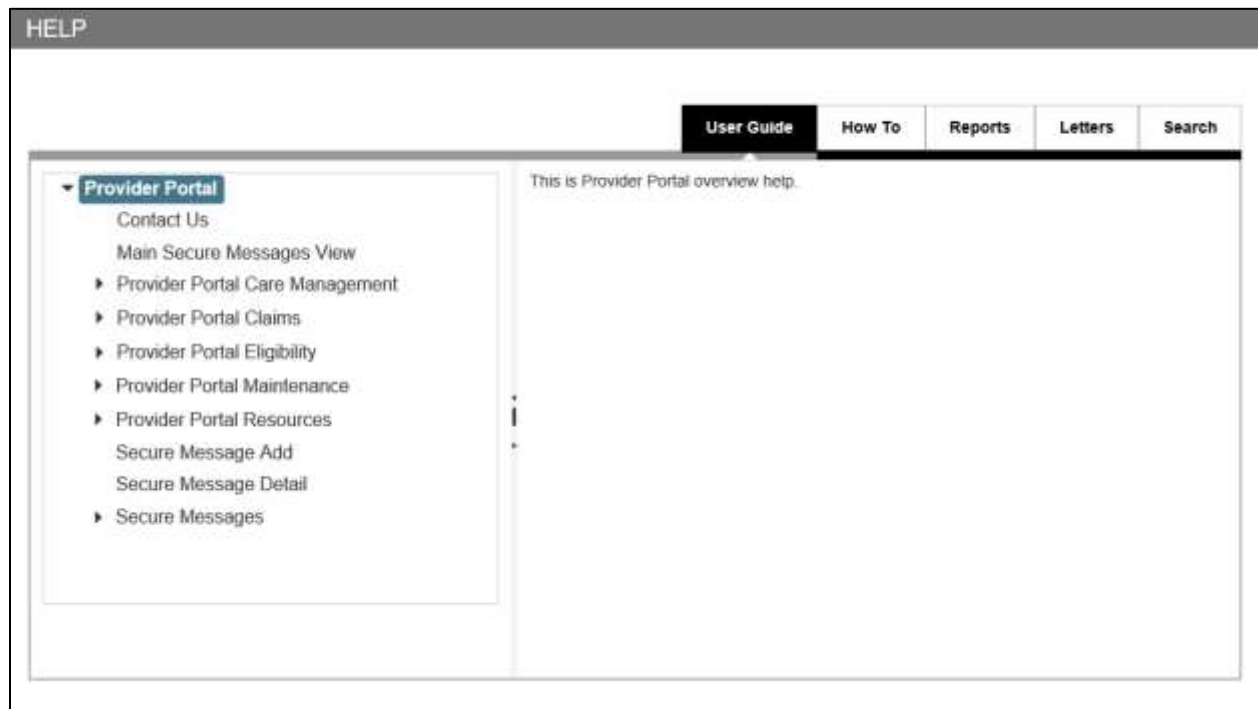 HELP
User Guide
How To
Reports
Letters
Search
Provider Portal
Contact Us
Main Secure Messages View
Provider Portal Care Management
Provider Portal Claims
Provider Portal Eligibility
Provider Portal Maintenance
Provider Portal Resources
Secure Message Add
Secure Message Detail
Secure Messages
This is Provider Portal overview help.